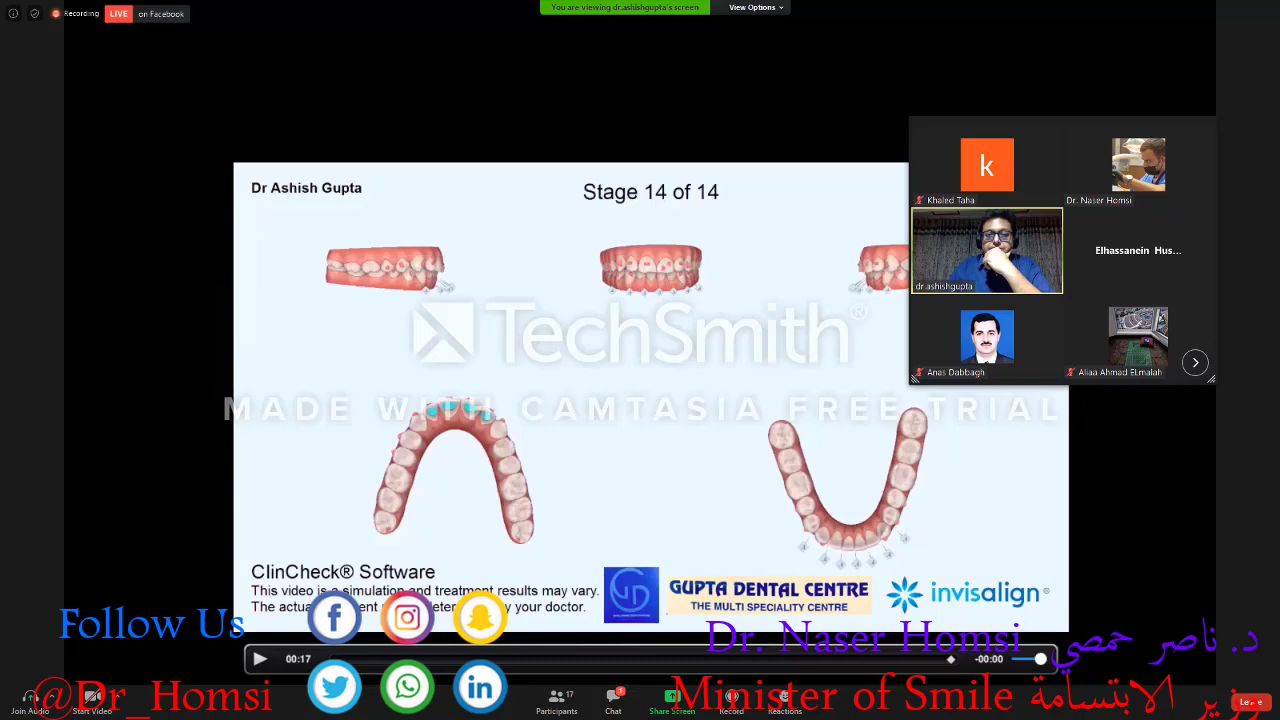 Recording
LIVE
on Facebook
You are viewing dr.ashishgupta's screen
View Options
Dr Ashish Gupta
Stage 14 of 14
k
Khaled Taha
Dr. Naser Homsi
dr.ashishgupta
Elhassanein Hus...
Anas Dabbagh
Aliaa Ahmad ELmalah
TechSmith®
MADE WITH CAMTASIA FREE TRIAL
ClinCheck® Software
This video is a simulation and treatment results may vary.
The actual by your doctor.
GUPTA DENTAL CENTRE
THE MULTI SPECIALITY CENTRE
invisalign®
Follow Us
Dr. Naser Homsi د. ناصر حمصي
00:17
-00:00
@Dr_Homsi
Minister of Smile وزير الابتسامة
Join Audio
Start Video
Participants
17
Chat
Share Screen
Record
Reactions